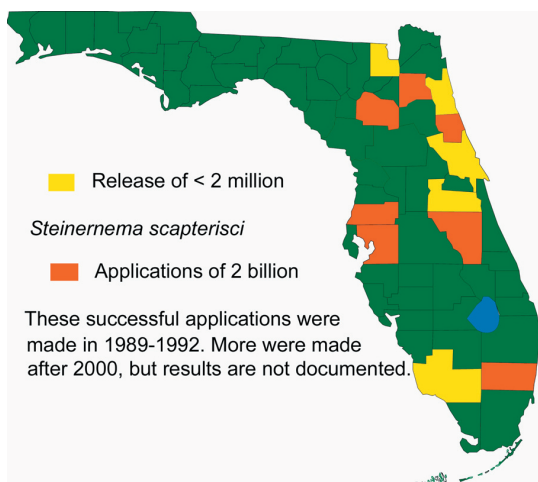 Release of < 2 million
Steinernema scapterisci
Applications of 2 billion
These successful applications were
made in 1989-1992. More were made
after 2000, but results are not documented.